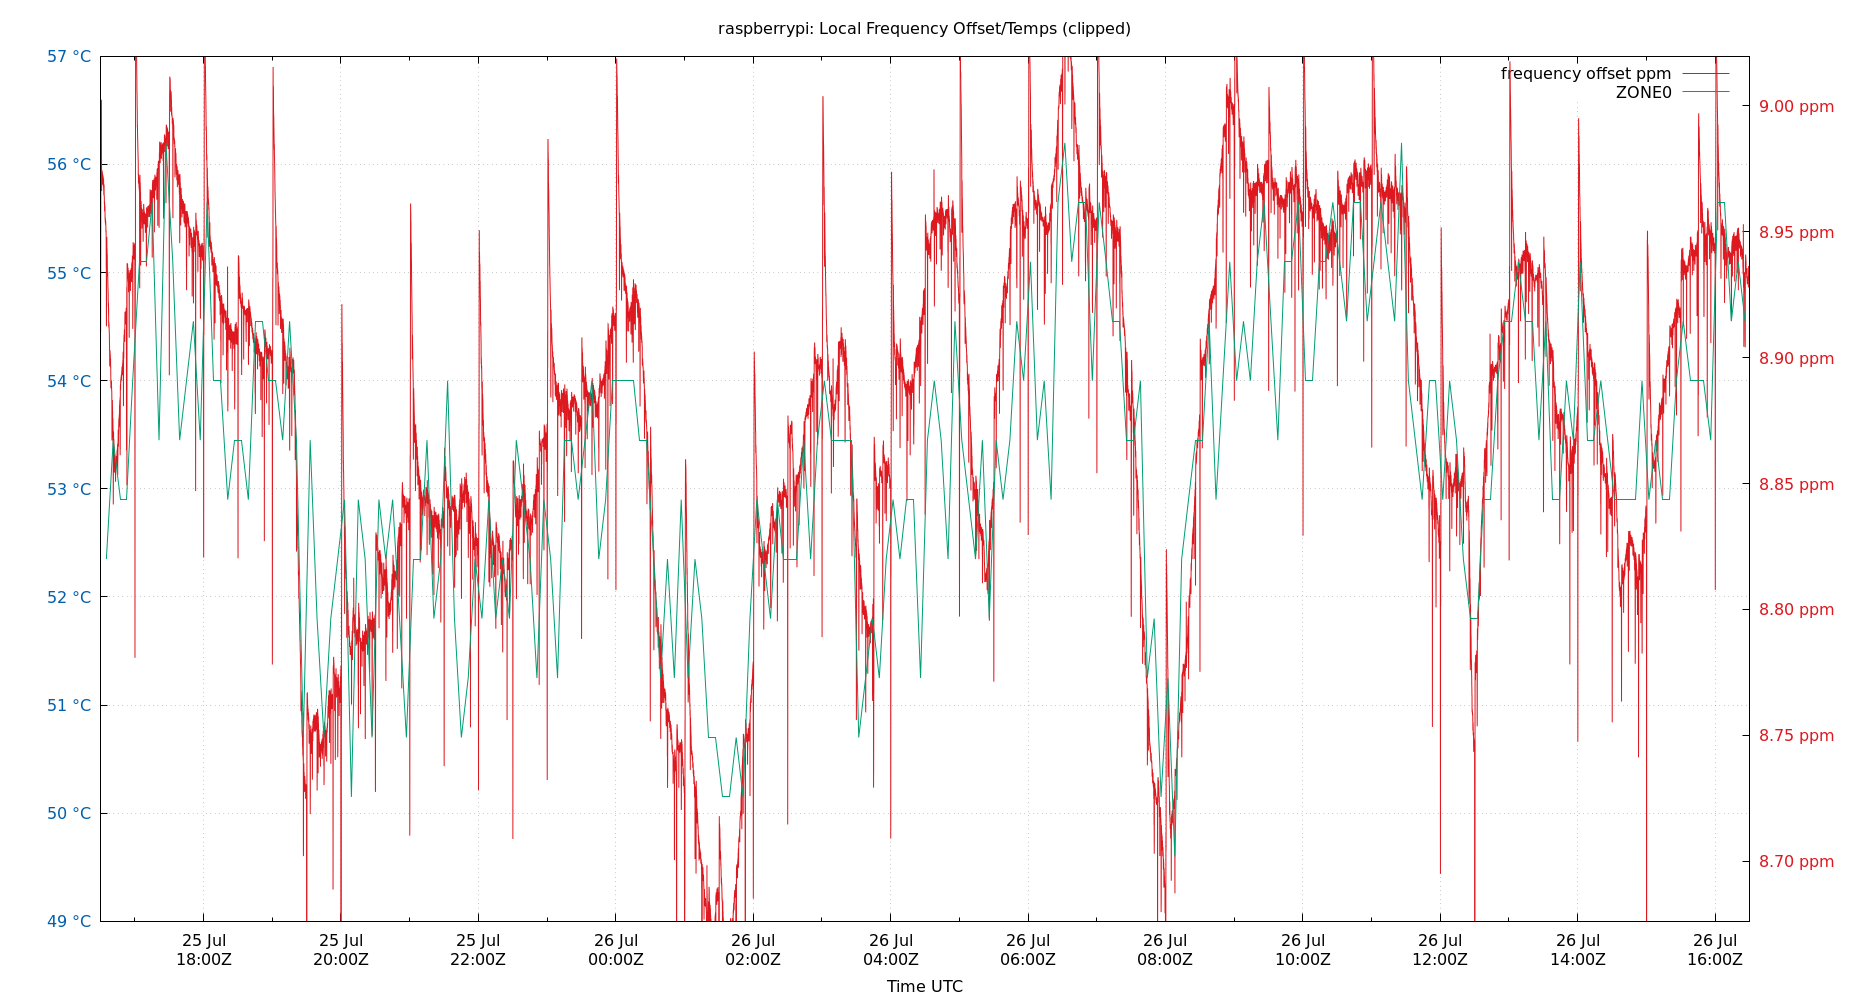 raspberrypi: Local Frequency Offset/Temps (clipped)
frequency offset ppm
ZONE0
57 °C
56 °C
55 °C
54 °C
53 °C
52 °C
51 °C
50 °C
49 °C
9.00 ppm
8.95 ppm
8.90 ppm
8.85 ppm
8.80 ppm
8.75 ppm
8.70 ppm
25 Jul 25 Jul 25 Jul 26 Jul 26 Jul 26 Jul 26 Jul 26 Jul 26 Jul 26 Jul 26 Jul 26 Jul
18:00Z 20:00Z 22:00Z 00:00Z 02:00Z 04:00Z 06:00Z 08:00Z 10:00Z 12:00Z 14:00Z 16:00Z
Time UTC